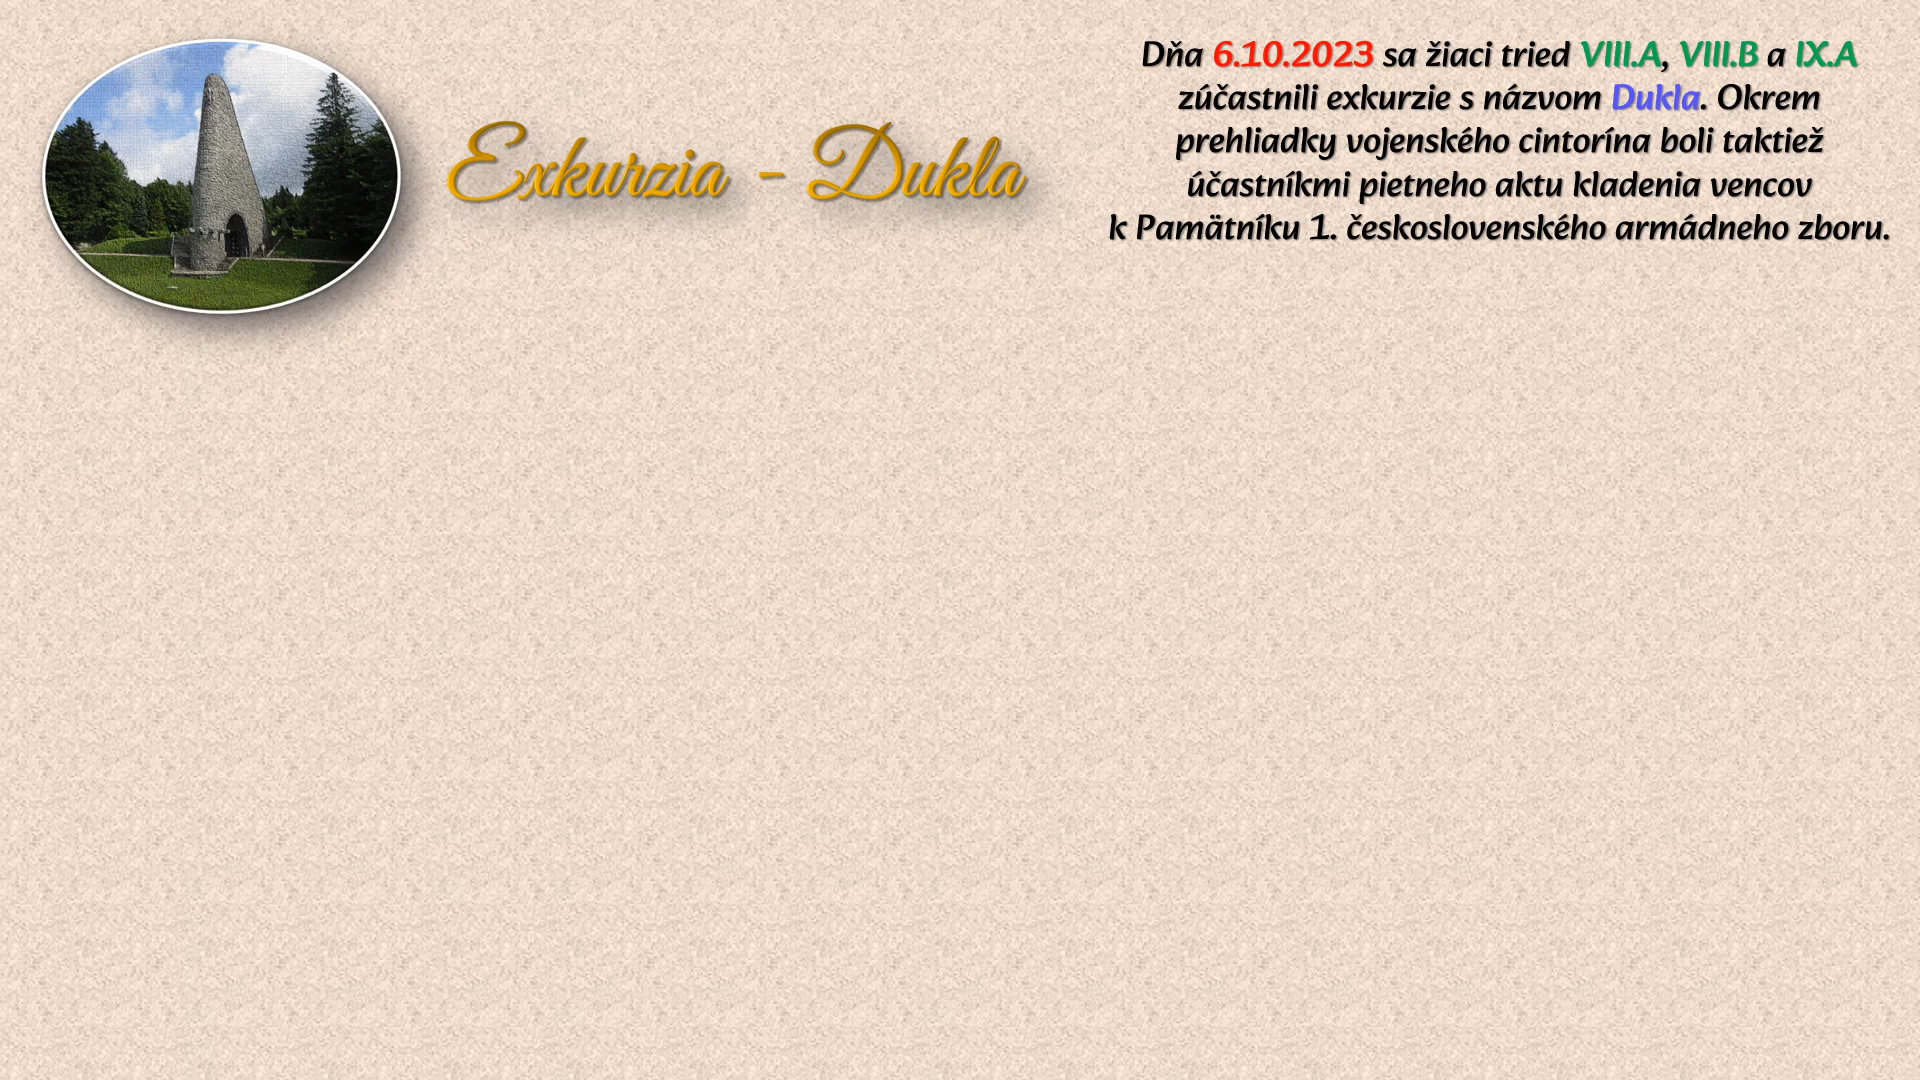 Exkurzia - Dukla
Dňa 6.10.2023 sa žiaci tried VIII.A, VIII.B a IX.A
zúčastnili exkurzie s názvom Dukla. Okrem
prehliadky vojenského cintorína boli taktiež
účastníkmi pietneho aktu kladenia vencov
k Pamätníku 1. československého armádneho zboru.